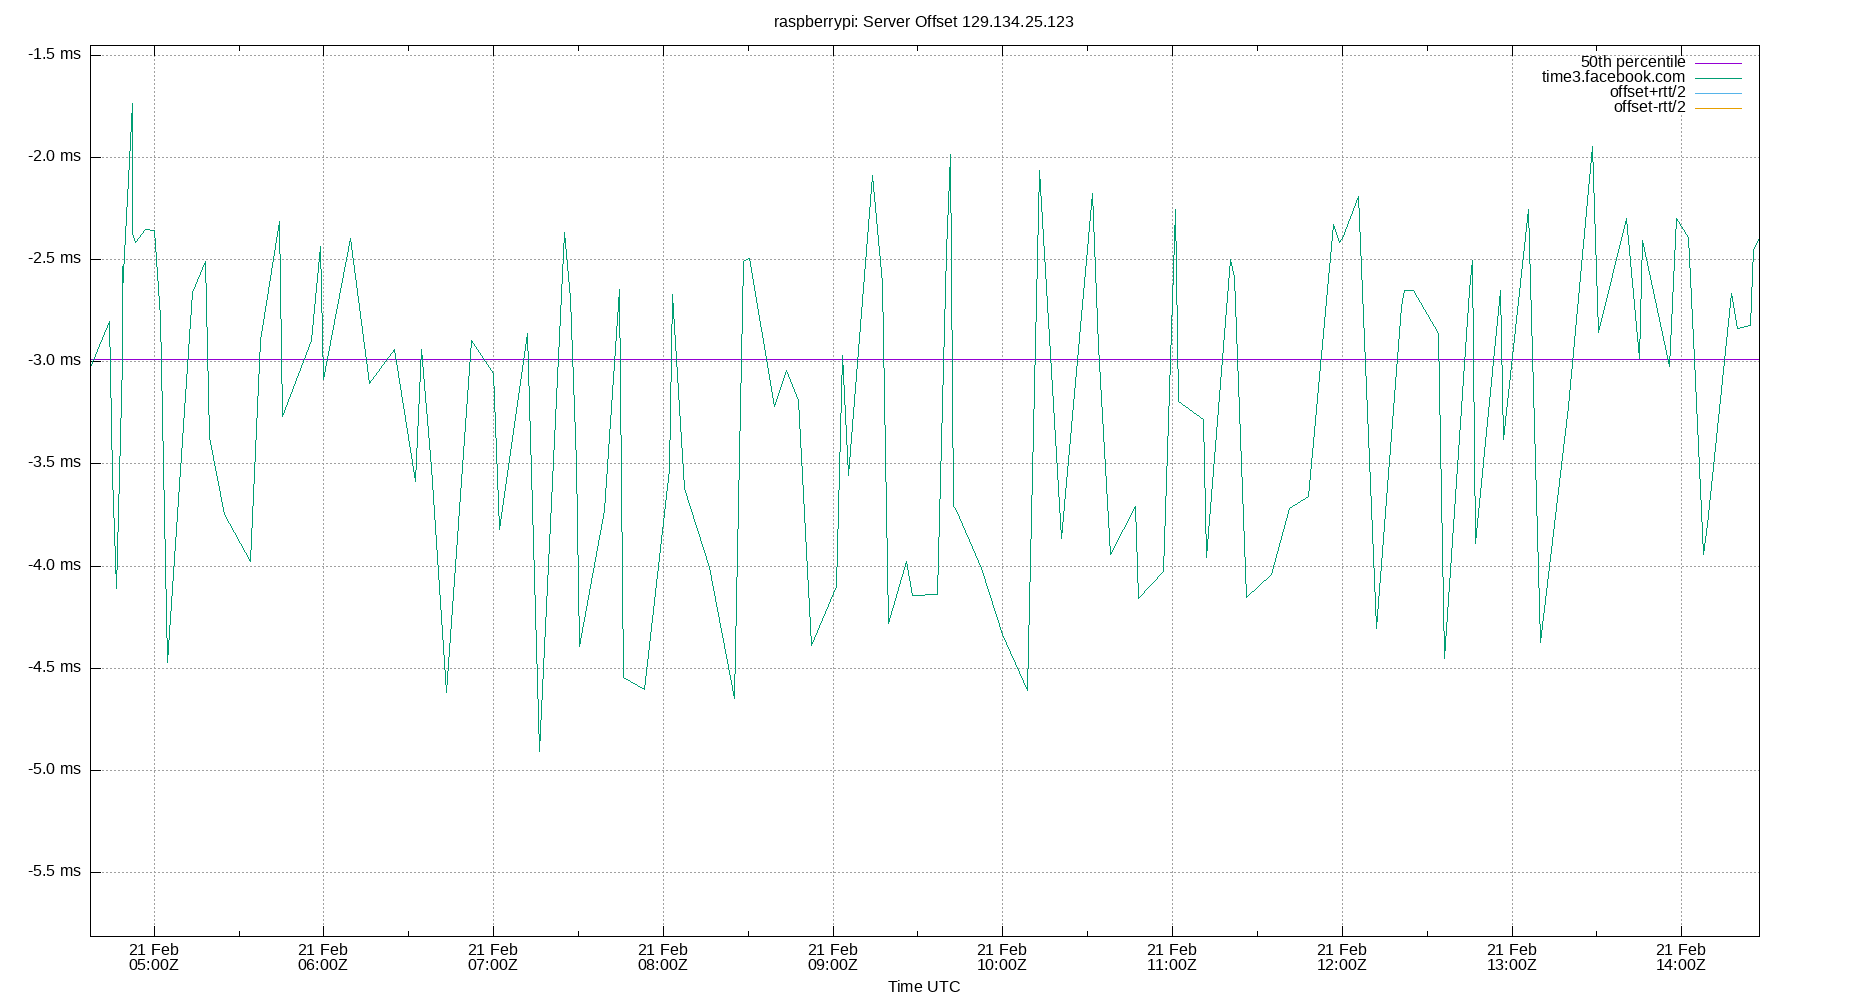 raspberrypi: Server Offset 129.134.25.123
-1.5 ms
-2.0 ms
-2.5 ms
-3.0 ms
-3.5 ms
-4.0 ms
-4.5 ms
-5.0 ms
-5.5 ms
50th percentile
time3.facebook.com
offset+rtt/2
offset-rtt/2
21 Feb 21 Feb 21 Feb 21 Feb 21 Feb 21 Feb 21 Feb 21 Feb 21 Feb 21 Feb
05:00Z 06:00Z 07:00Z 08:00Z 09:00Z 10:00Z 11:00Z 12:00Z 13:00Z 14:00Z
Time UTC